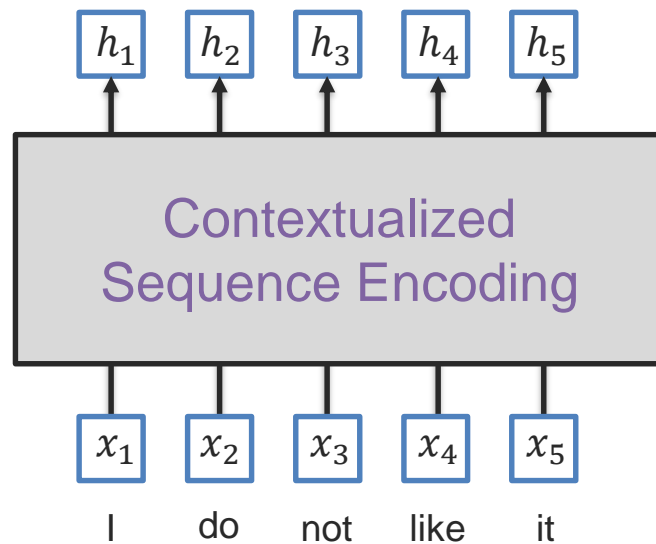 h₁ h₂ h₃ h₄ h₅
Contextualized
Sequence Encoding
x₁ x₂ x₃ x₄ x₅
I do not like it